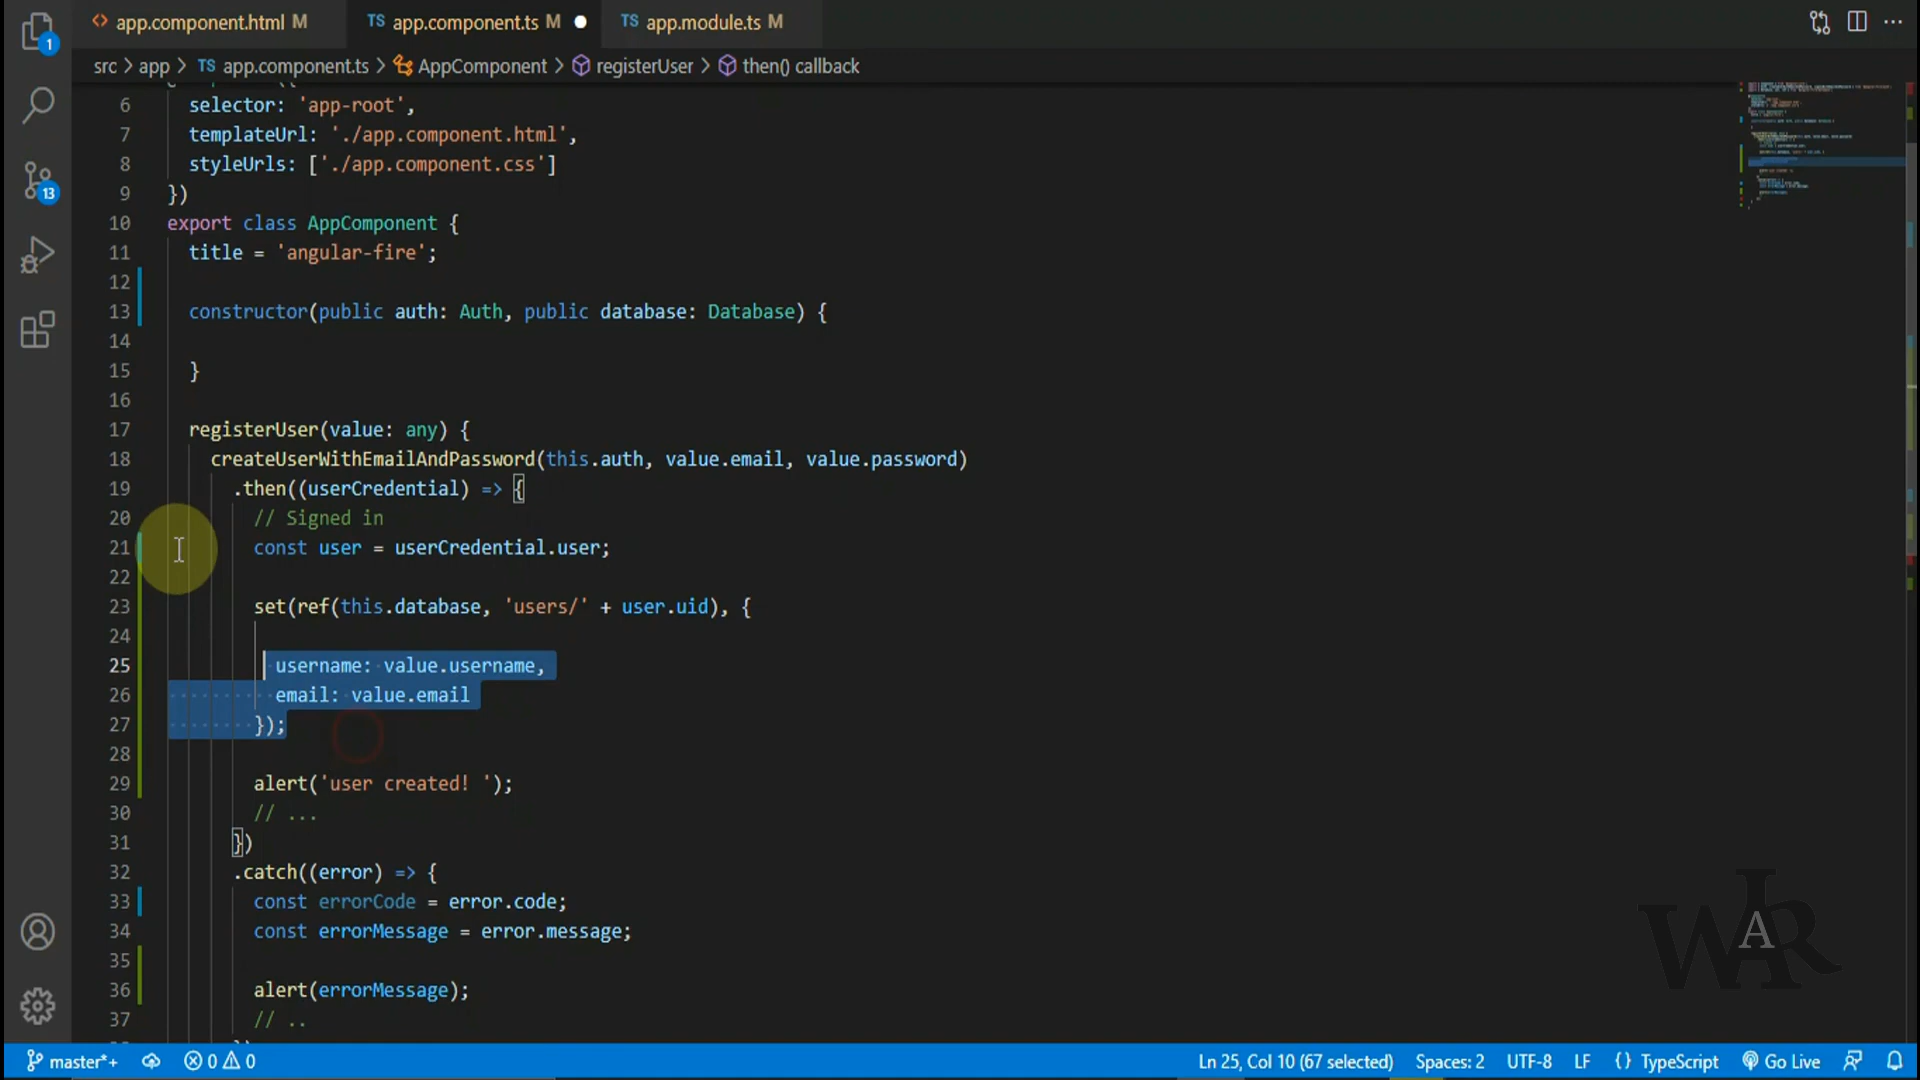 app.component.html M
TS app.component.ts M
TS app.module.ts M
1
src > app > TS app.component.ts > AppComponent > registerUser > then() callback
6 selector: 'app-root',
7 templateUrl: './app.component.html',
8 styleUrls: ['./app.component.css']
9 })
10 export class AppComponent {
11 title = 'angular-fire';
12
13 constructor(public auth: Auth, public database: Database) {
14
15 }
16
17 registerUser(value: any) {
18 createUserWithEmailAndPassword(this.auth, value.email, value.password)
19 .then((userCredential) => {
20 // Signed in
21 const user = userCredential.user;
22
23 set(ref(this.database, 'users/' + user.uid), {
24
25 username: value.username,
26 email: value.email
27 });
28
29 alert('user created! ');
30 // ...
31 })
32 .catch((error) => {
33 const errorCode = error.code;
34 const errorMessage = error.message;
35
36 alert(errorMessage);
37 // ..
13
WAR
master*+
0 0
Ln 25, Col 10 (67 selected)
Spaces: 2
UTF-8
LF
{ } TypeScript
Go Live